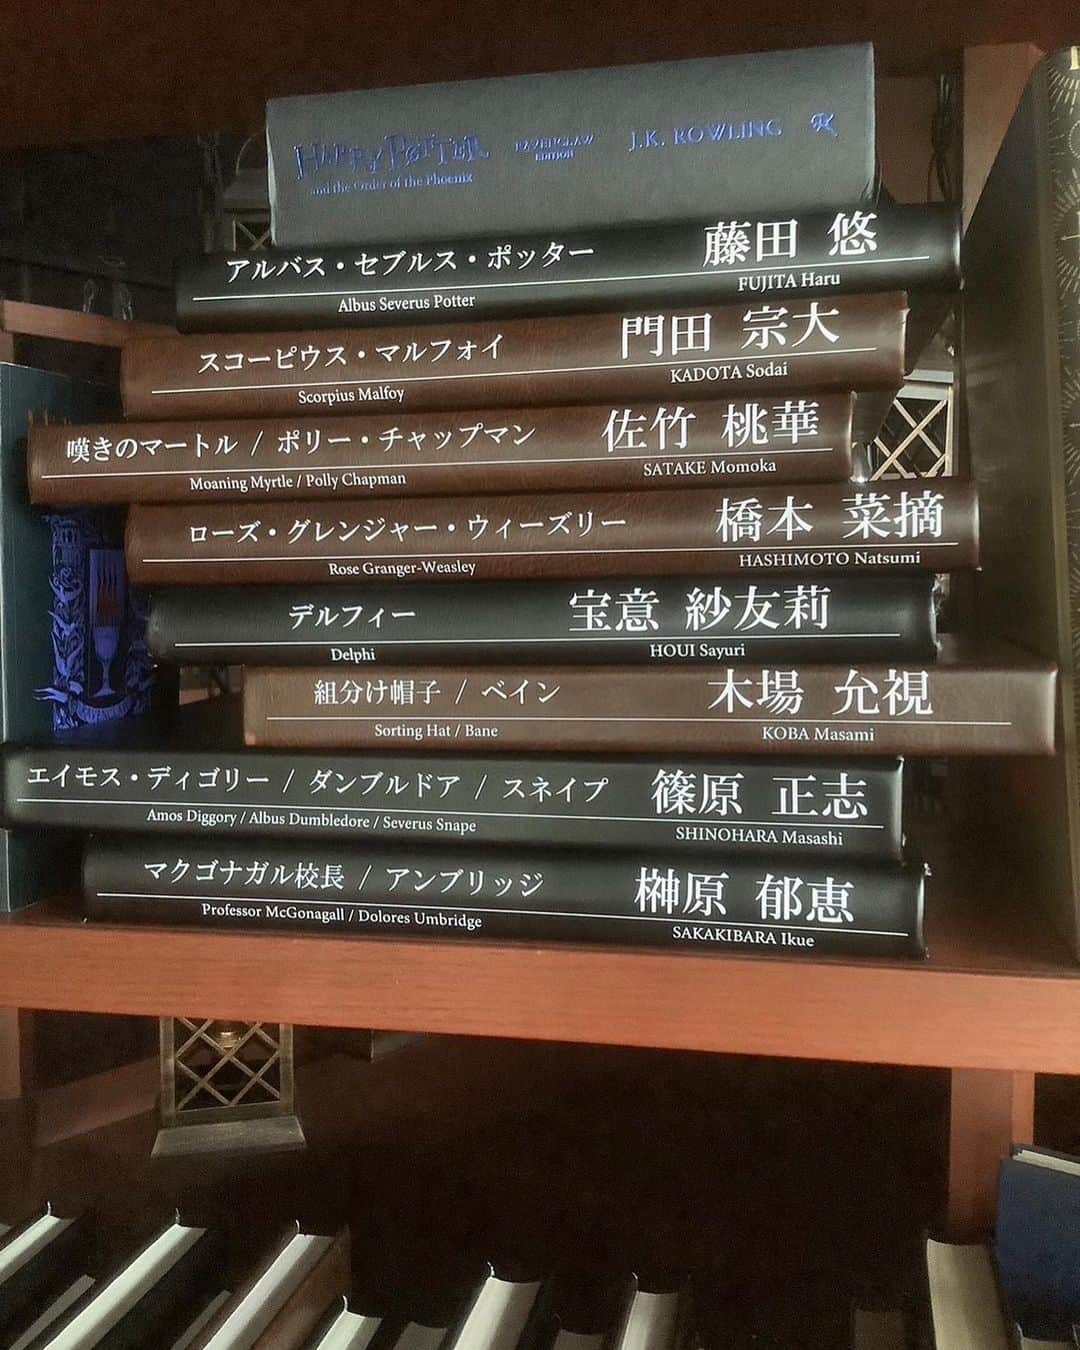 HARRY POTTER
and the Order of the Phoenix
RAVENCLAW
EDITION
J.K. ROWLING
アルバス・セブルス・ポッター 藤田 悠
Albus Severus Potter FUJITA Haru
スコーピウス・マルフォイ 門田 宗大
Scorpius Malfoy KADOTA Sodai
嘆きのマートル / ポリー・チャップマン 佐竹 桃華
Moaning Myrtle / Polly Chapman SATAKE Momoka
ローズ・グレンジャー・ウィーズリー 橋本 菜摘
Rose Granger-Weasley HASHIMOTO Natsumi
デルフィー 宝意 紗友莉
Delphi HOUI Sayuri
組分け帽子 / ベイン 木場 允視
Sorting Hat / Bane KOBA Masami
エイモス・ディゴリー / ダンブルドア / スネイプ 篠原 正志
Amos Diggory / Albus Dumbledore / Severus Snape SHINOHARA Masashi
マクゴナガル校長 / アンブリッジ 榊原 郁恵
Professor McGonagall / Dolores Umbridge SAKAKIBARA Ikue